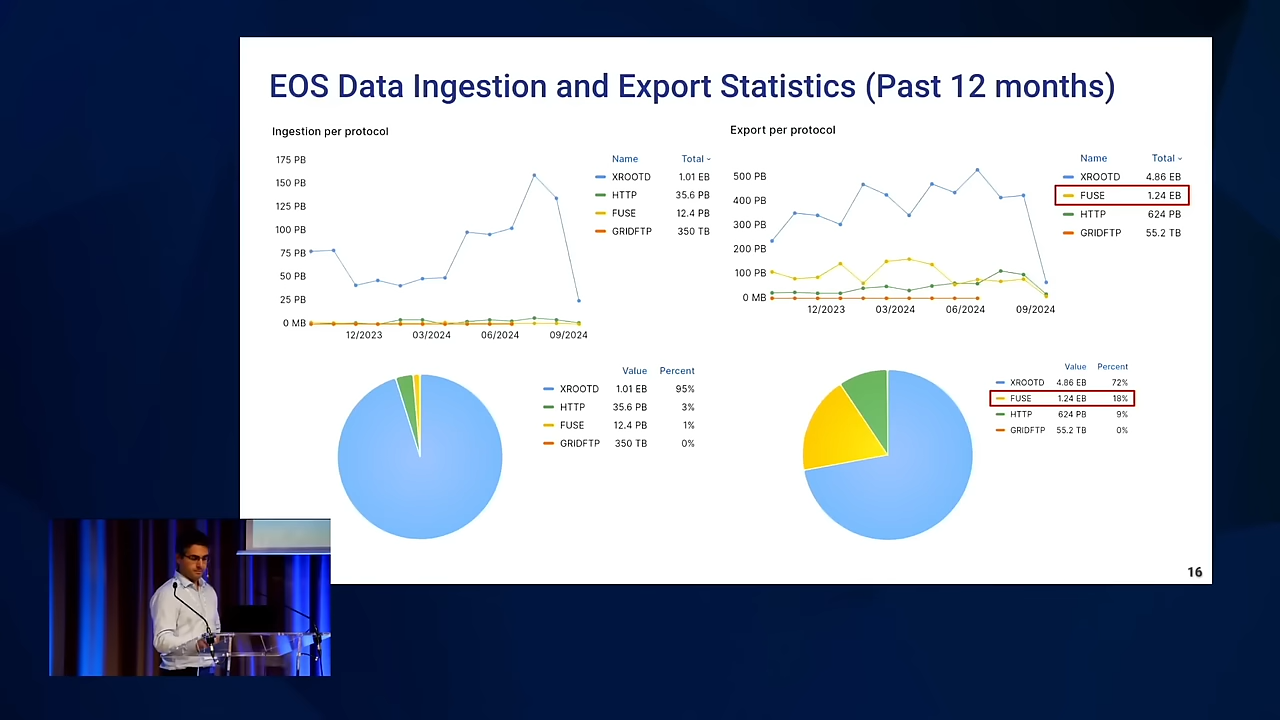 EOS Data Ingestion and Export Statistics (Past 12 months)
Ingestion per protocol
175 PB
150 PB
125 PB
100 PB
75 PB
50 PB
25 PB
0 MB
12/2023 03/2024 06/2024 09/2024
Name Total
XROOTD 1.01 EB
HTTP 35.6 PB
FUSE 12.4 PB
GRIDFTP 350 TB
Export per protocol
500 PB
400 PB
300 PB
200 PB
100 PB
0 MB
12/2023 03/2024 06/2024 09/2024
Name Total
XROOTD 4.86 EB
FUSE 1.24 EB
HTTP 624 PB
GRIDFTP 55.2 TB
Value Percent
XROOTD 1.01 EB 95%
HTTP 35.6 PB 3%
FUSE 12.4 PB 1%
GRIDFTP 350 TB 0%
Value Percent
XROOTD 4.86 EB 72%
FUSE 1.24 EB 18%
HTTP 624 PB 9%
GRIDFTP 55.2 TB 0%
16